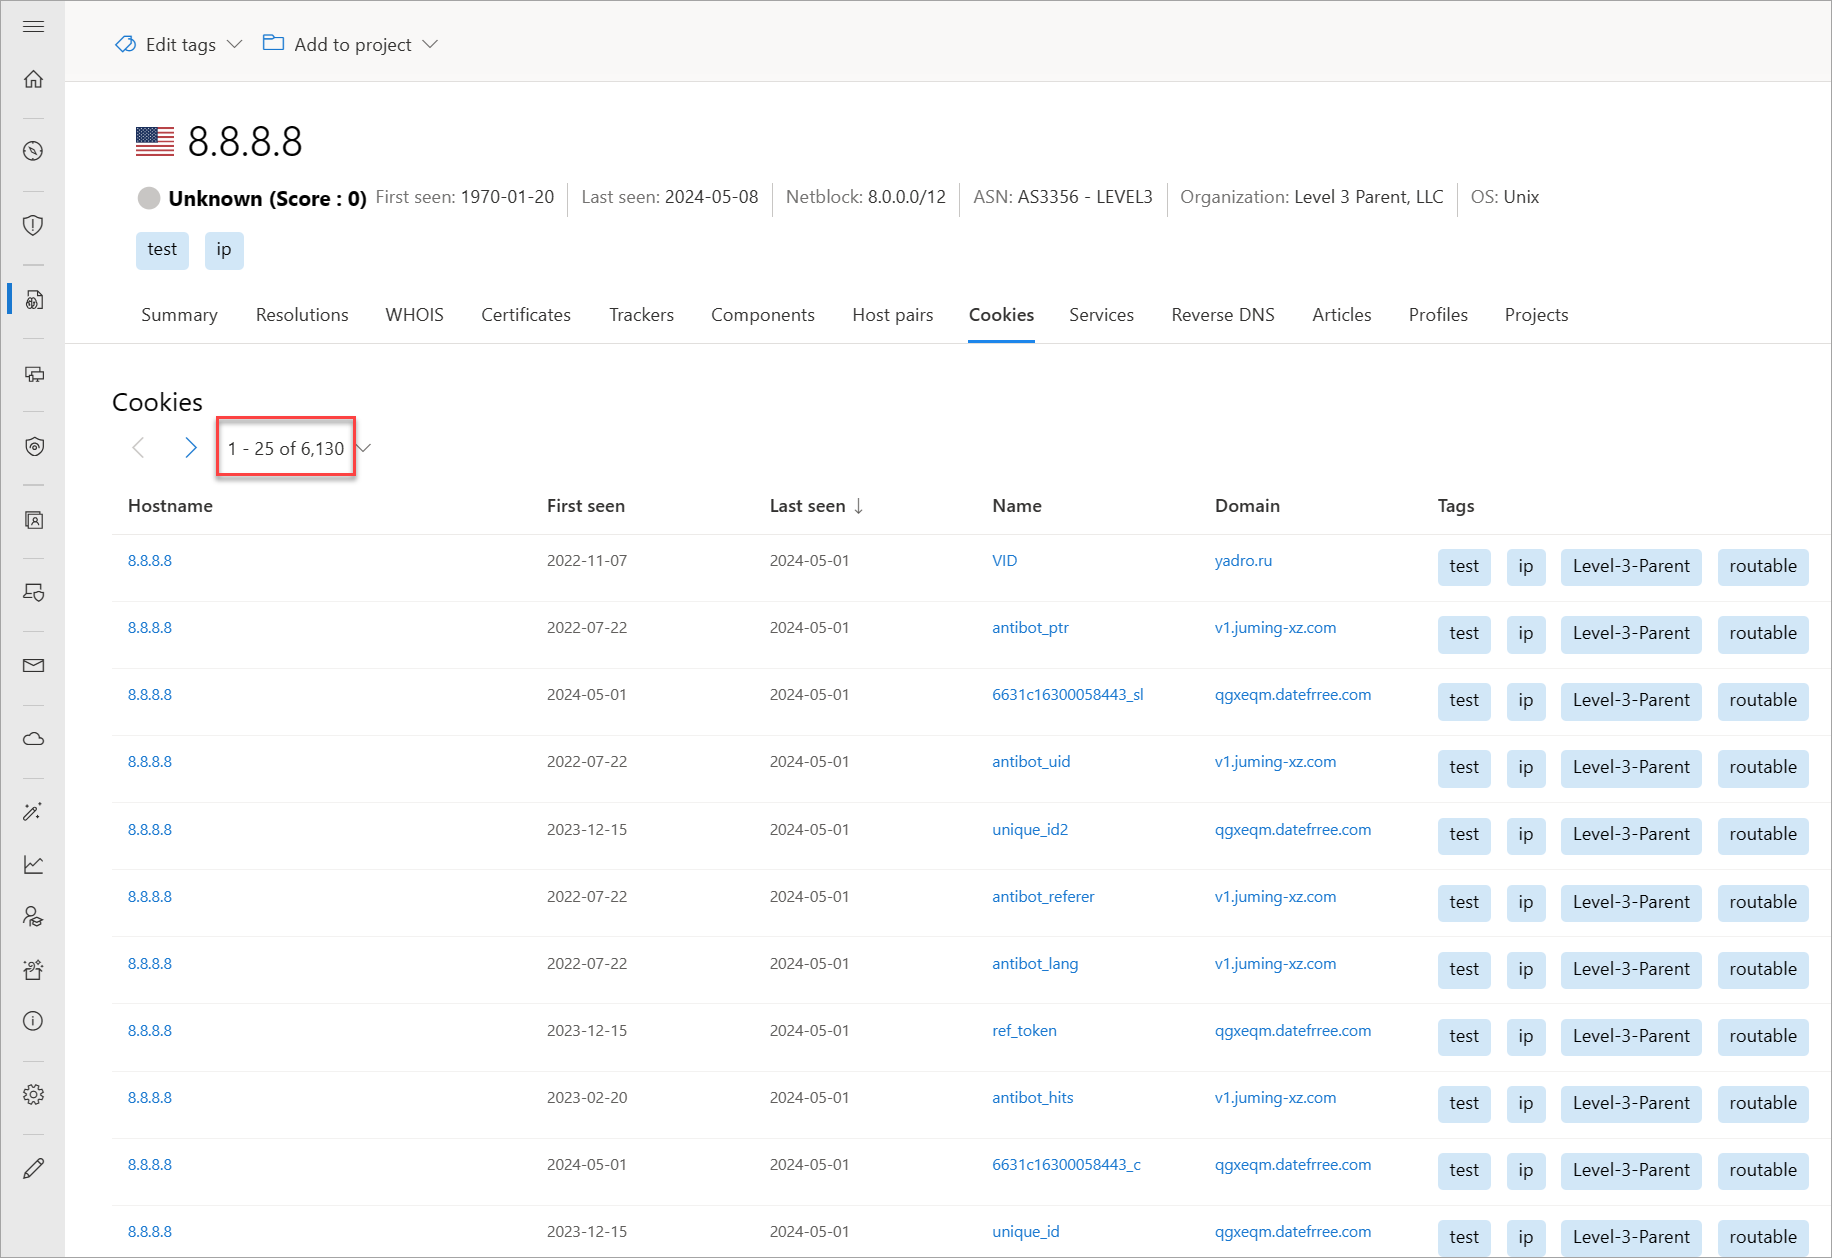 Edit tags Add to project
8.8.8.8
Unknown (Score : 0) First seen: 1970-01-20 Last seen: 2024-05-08 Netblock: 8.0.0.0/12 ASN: AS3356 - LEVEL3 Organization: Level 3 Parent, LLC OS: Unix
test ip
Summary Resolutions WHOIS Certificates Trackers Components Host pairs Cookies Services Reverse DNS Articles Profiles Projects
Cookies
1 - 25 of 6,130
Hostname First seen Last seen Name Domain Tags
8.8.8.8 2022-11-07 2024-05-01 VID yadro.ru test ip Level-3-Parent routable
8.8.8.8 2022-07-22 2024-05-01 antibot_ptr v1.juming-xz.com test ip Level-3-Parent routable
8.8.8.8 2024-05-01 2024-05-01 6631c16300058443_sl qgxeqm.datefrree.com test ip Level-3-Parent routable
8.8.8.8 2022-07-22 2024-05-01 antibot_uid v1.juming-xz.com test ip Level-3-Parent routable
8.8.8.8 2023-12-15 2024-05-01 unique_id2 qgxeqm.datefrree.com test ip Level-3-Parent routable
8.8.8.8 2022-07-22 2024-05-01 antibot_referer v1.juming-xz.com test ip Level-3-Parent routable
8.8.8.8 2022-07-22 2024-05-01 antibot_lang v1.juming-xz.com test ip Level-3-Parent routable
8.8.8.8 2023-12-15 2024-05-01 ref_token qgxeqm.datefrree.com test ip Level-3-Parent routable
8.8.8.8 2023-02-20 2024-05-01 antibot_hits v1.juming-xz.com test ip Level-3-Parent routable
8.8.8.8 2024-05-01 2024-05-01 6631c16300058443_c qgxeqm.datefrree.com test ip Level-3-Parent routable
8.8.8.8 2023-12-15 2024-05-01 unique_id qgxeqm.datefrree.com test ip Level-3-Parent routable